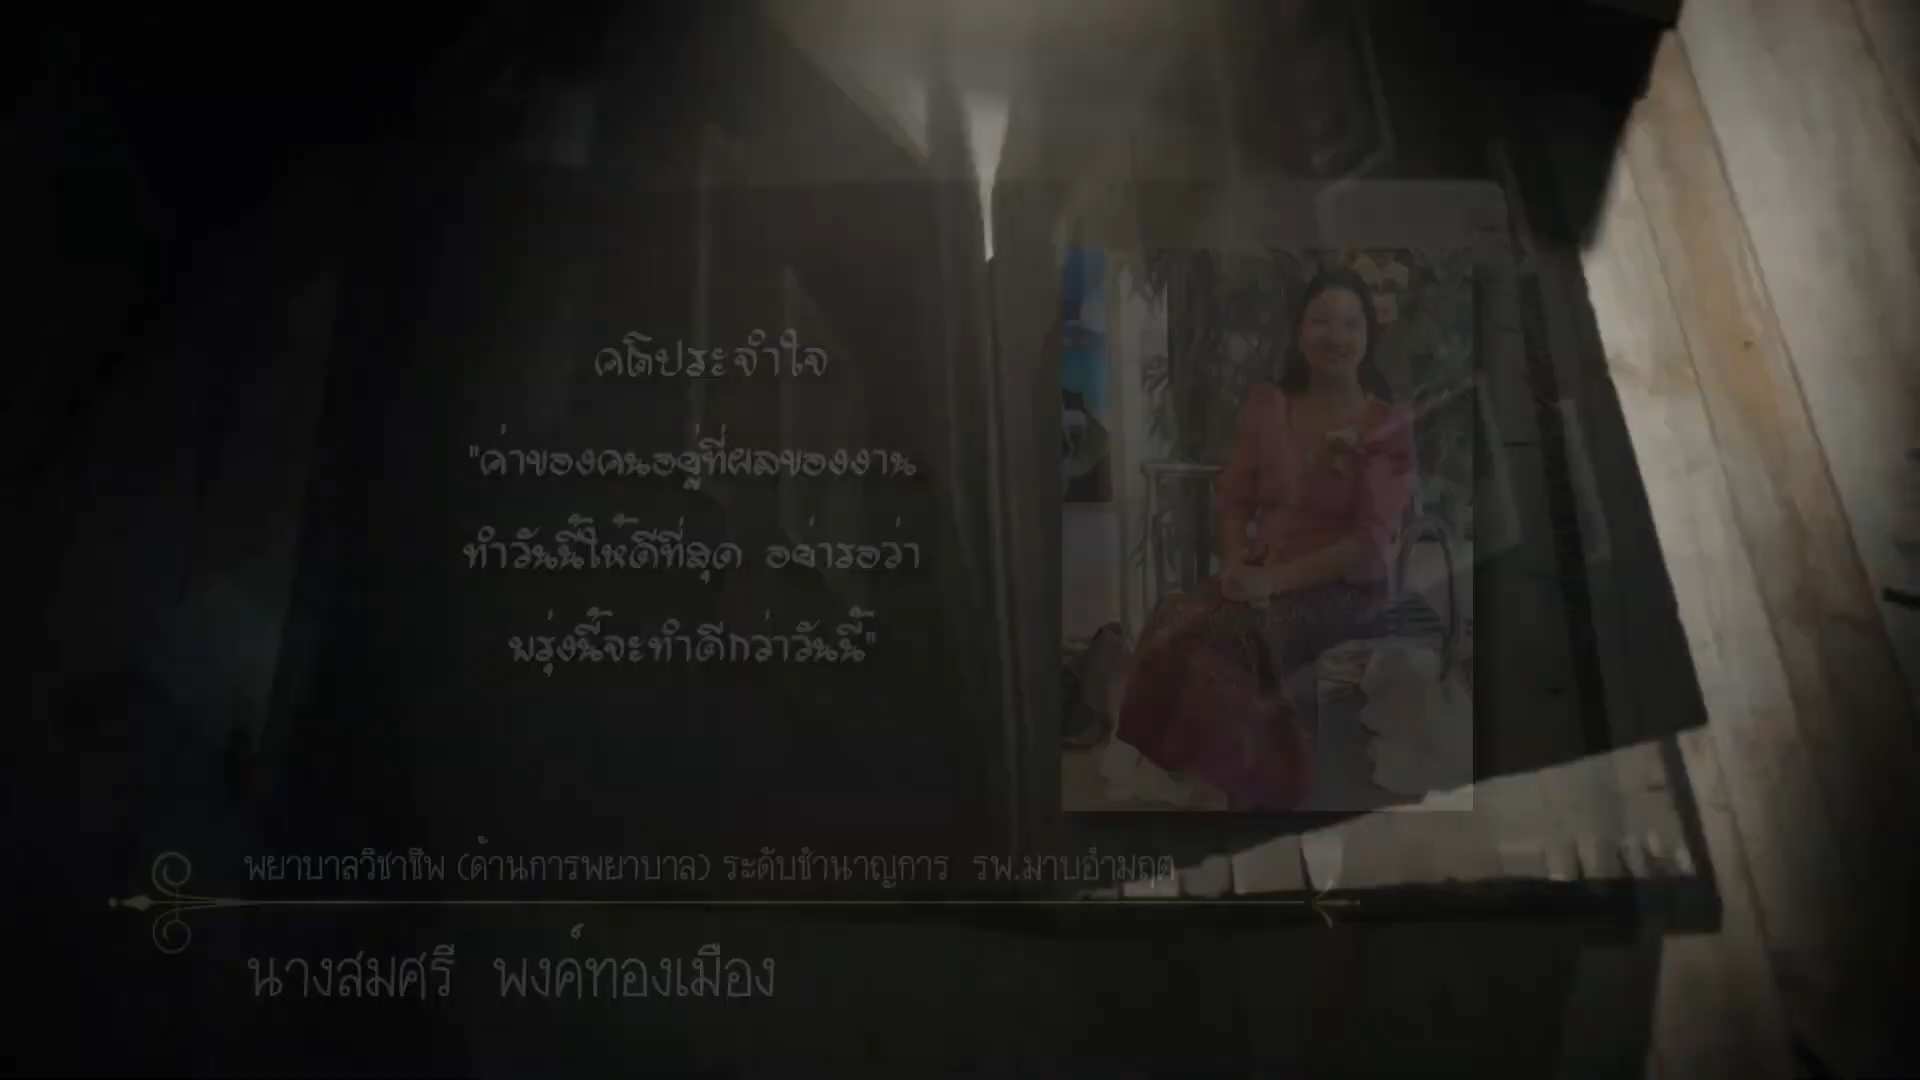 คติประจำใจ
"ค่าของคนอยู่ที่ผลของงาน
ทำวันนี้ให้ดีที่สุด อย่ารอว่า
พรุ่งนี้จะทำดีกว่าวันนี้"
พยาบาลวิชาชีพ (ด้านการพยาบาล) ระดับชำนาญการ รพ.มาบอำมฤต
นางสมศรี พงค์ทองเมือง